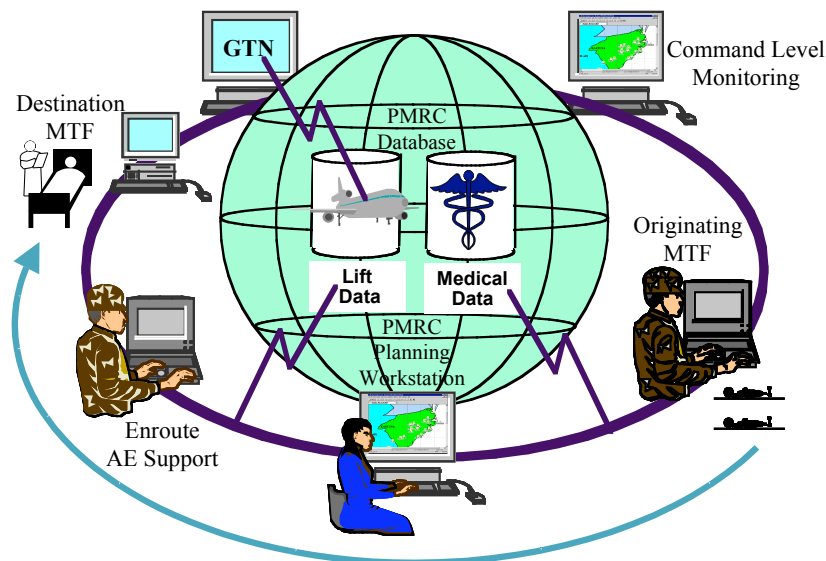 GTN
Command Level
Monitoring
Destination
MTF
PMRC
Database
Originating
MTF
Lift
Data
Medical
Data
PMRC
Planning
Workstation
Enroute
AE Support